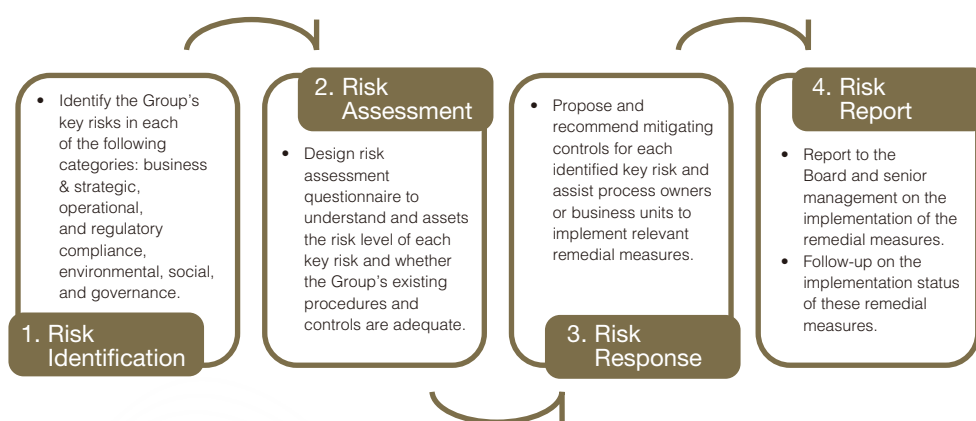 • Identify the Group's
key risks in each
of the following
categories: business
& strategic,
operational,
and regulatory
compliance,
environmental, social,
and governance.
1. Risk
Identification
2. Risk
Assessment
• Design risk
assessment
questionnaire to
understand and assets
the risk level of each
key risk and whether
the Group's existing
procedures and
controls are adequate.
• Propose and
recommend mitigating
controls for each
identified key risk and
assist process owners
or business units to
implement relevant
remedial measures.
3. Risk
Response
4. Risk
Report
• Report to the
Board and senior
management on the
implementation of the
remedial measures.
• Follow-up on the
implementation status
of these remedial
measures.